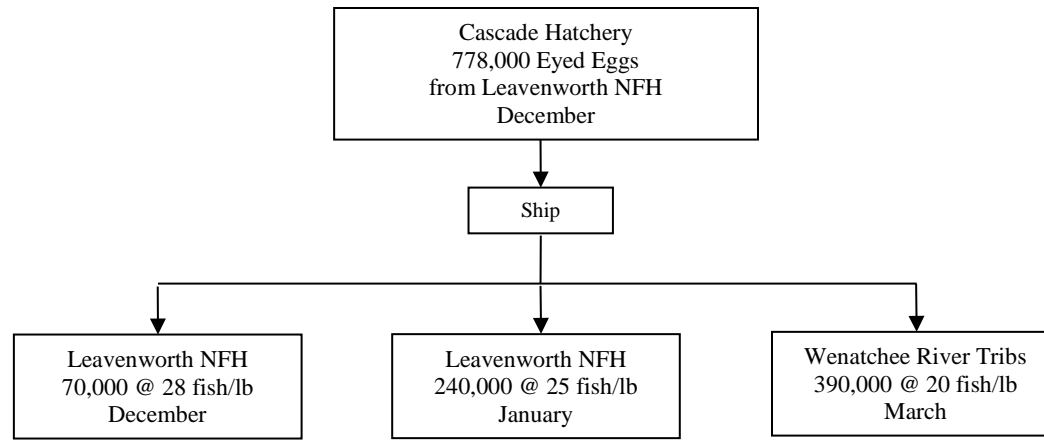 Cascade Hatchery
778,000 Eyed Eggs
from Leavenworth NFH
December
Ship
Leavenworth NFH
70,000 @ 28 fish/lb
December
Leavenworth NFH
240,000 @ 25 fish/lb
January
Wenatchee River Tribs
390,000 @ 20 fish/lb
March